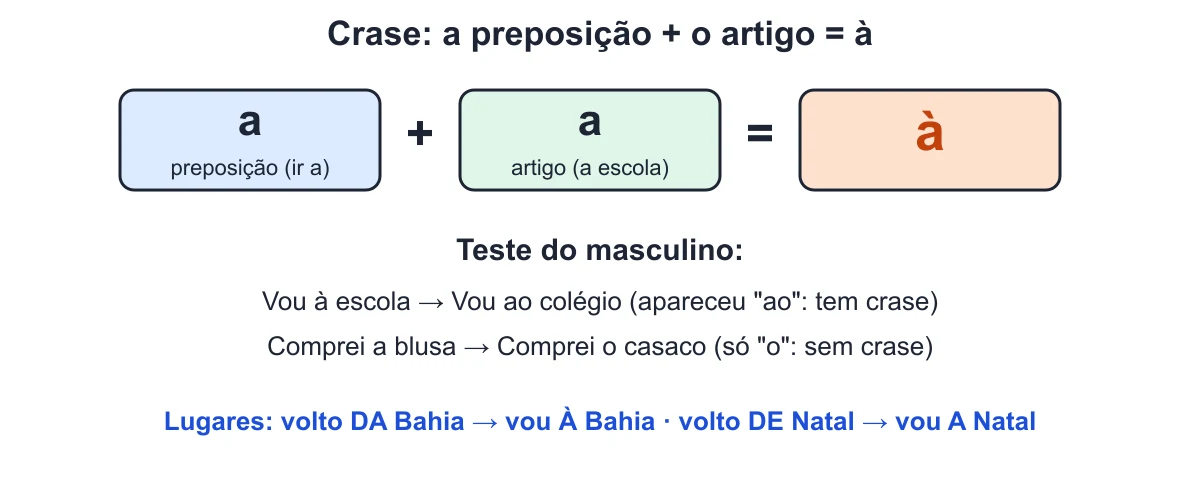 Crase: a preposição + o artigo = à
a
preposição (ir a)
+
a
artigo (a escola)
=
à
Teste do masculino:
Vou à escola → Vou ao colégio (apareceu "ao": tem crase)
Comprei a blusa → Comprei o casaco (só "o": sem crase)
Lugares: volto DA Bahia → vou À Bahia · volto DE Natal → vou A Natal